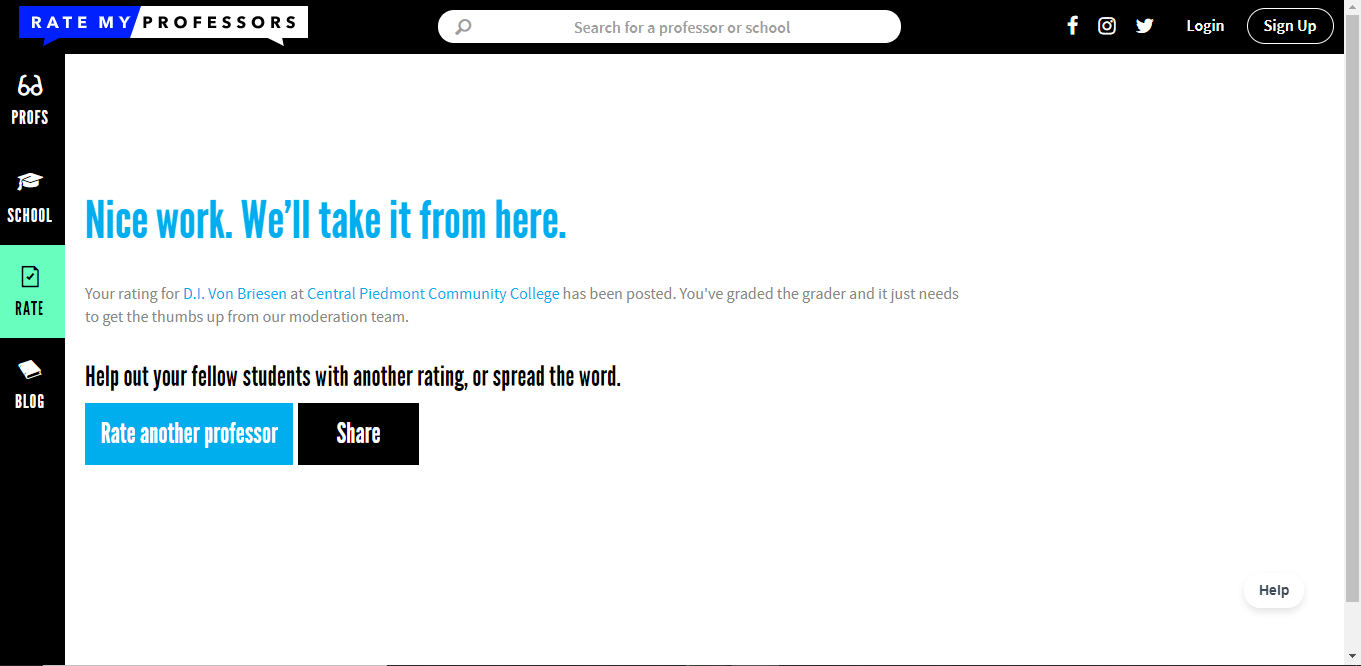 RATE MY PROFESSORS
Search for a professor or school
Login
Sign Up
PROFS
SCHOOL
RATE
BLOG
Nice work. We’ll take it from here.
Your rating for D.I. Von Briesen at Central Piedmont Community College has been posted. You've graded the grader and it just needs
to get the thumbs up from our moderation team.
Help out your fellow students with another rating, or spread the word.
Rate another professor
Share
Help